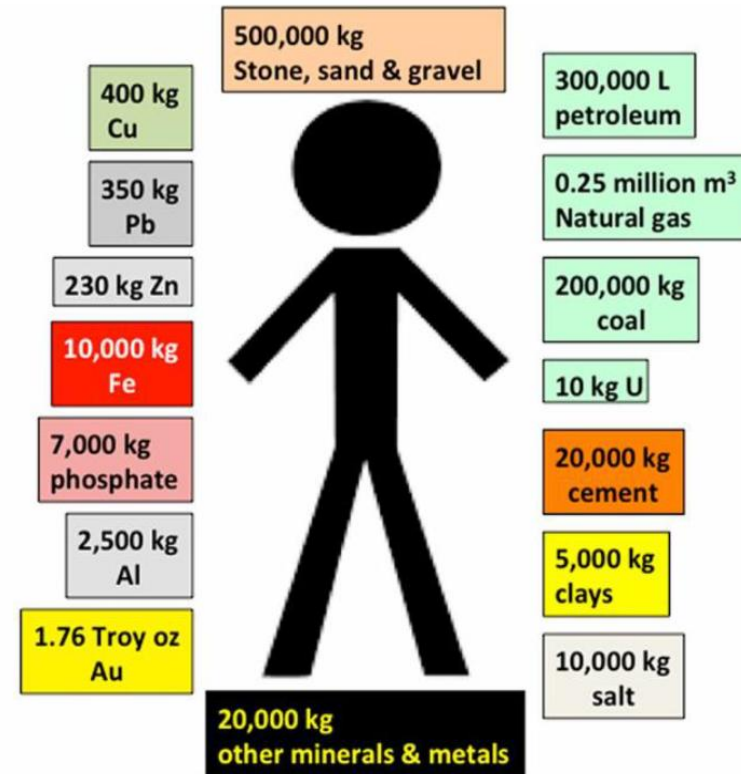 500,000 kg
Stone, sand & gravel
400 kg
Cu
350 kg
Pb
230 kg Zn
10,000 kg
Fe
7,000 kg
phosphate
2,500 kg
Al
1.76 Troy oz
Au
300,000 L
petroleum
0.25 million m³
Natural gas
200,000 kg
coal
10 kg U
20,000 kg
cement
5,000 kg
clays
10,000 kg
salt
20,000 kg
other minerals & metals